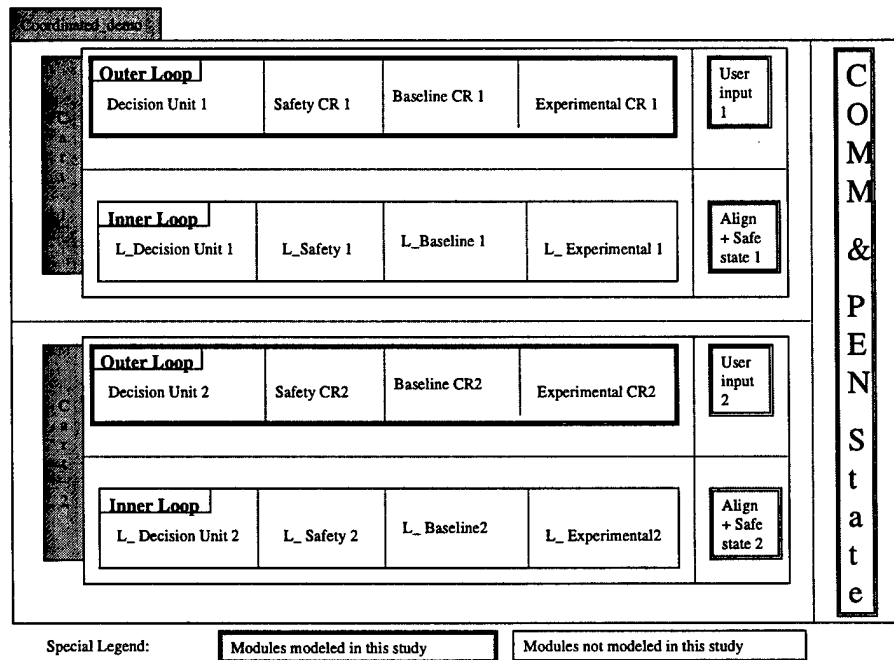 Coordinated_demo
Outer Loop
Decision Unit 1
Safety CR 1
Baseline CR 1
Experimental CR 1
User
input
1
Inner Loop
L_Decision Unit 1
L_Safety 1
L_Baseline 1
L_ Experimental 1
Align
+ Safe
state 1
Outer Loop
Decision Unit 2
Safety CR2
Baseline CR2
Experimental CR2
User
input
2
Inner Loop
L_ Decision Unit 2
L_ Safety 2
L_ Baseline2
L_ Experimental2
Align
+ Safe
state 2
COMM & PEN State
Special Legend:
Modules modeled in this study
Modules not modeled in this study